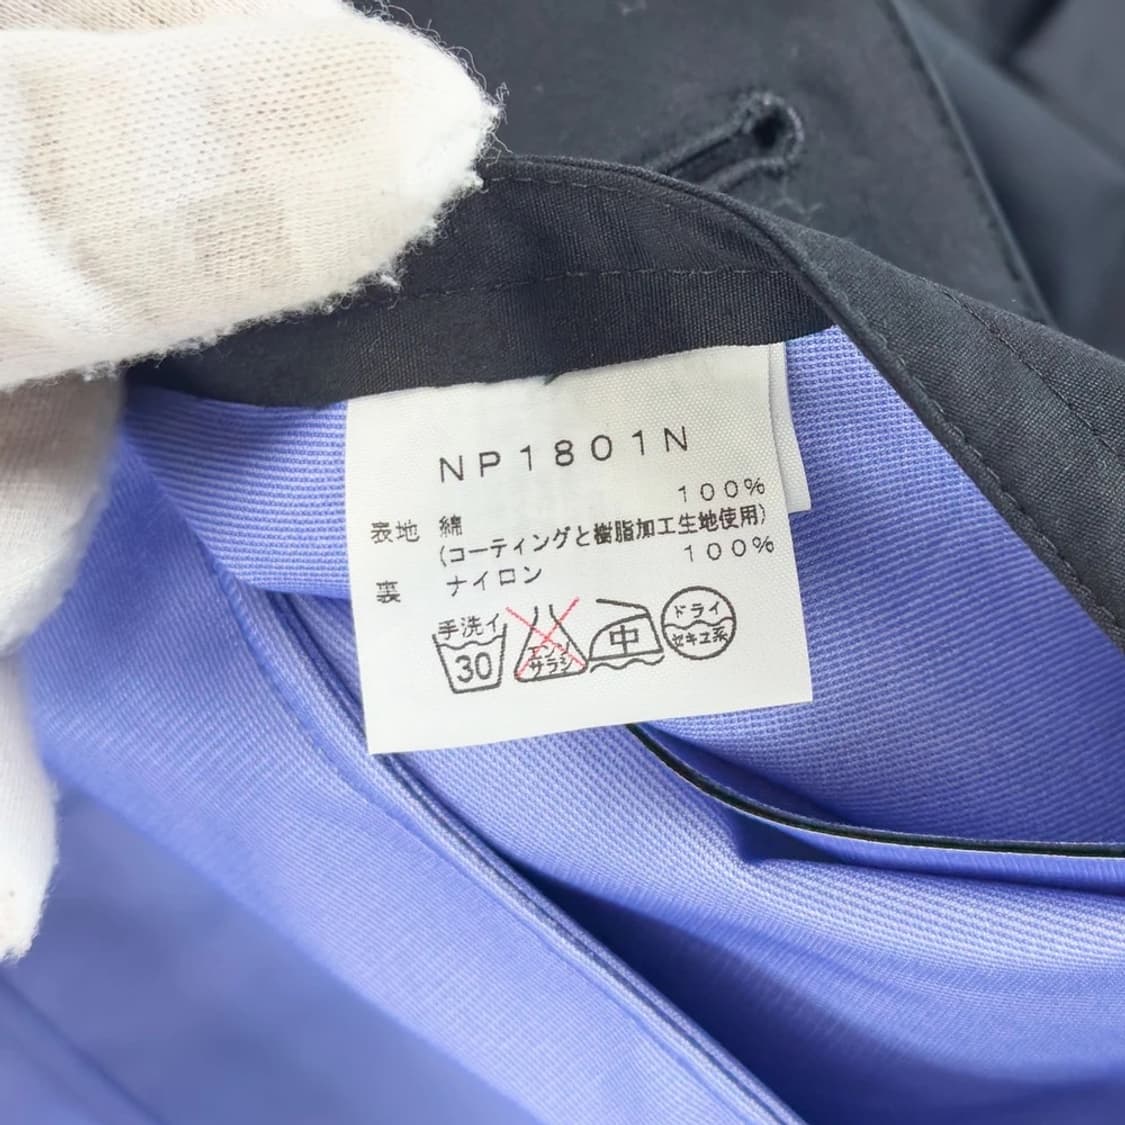 NP1801N
表地 綿 100%
(コーティングと樹脂加工生地使用)
裏 ナイロン 100%
手洗イ 30
エンソ
サラシ
中
ドライ
セキユ系